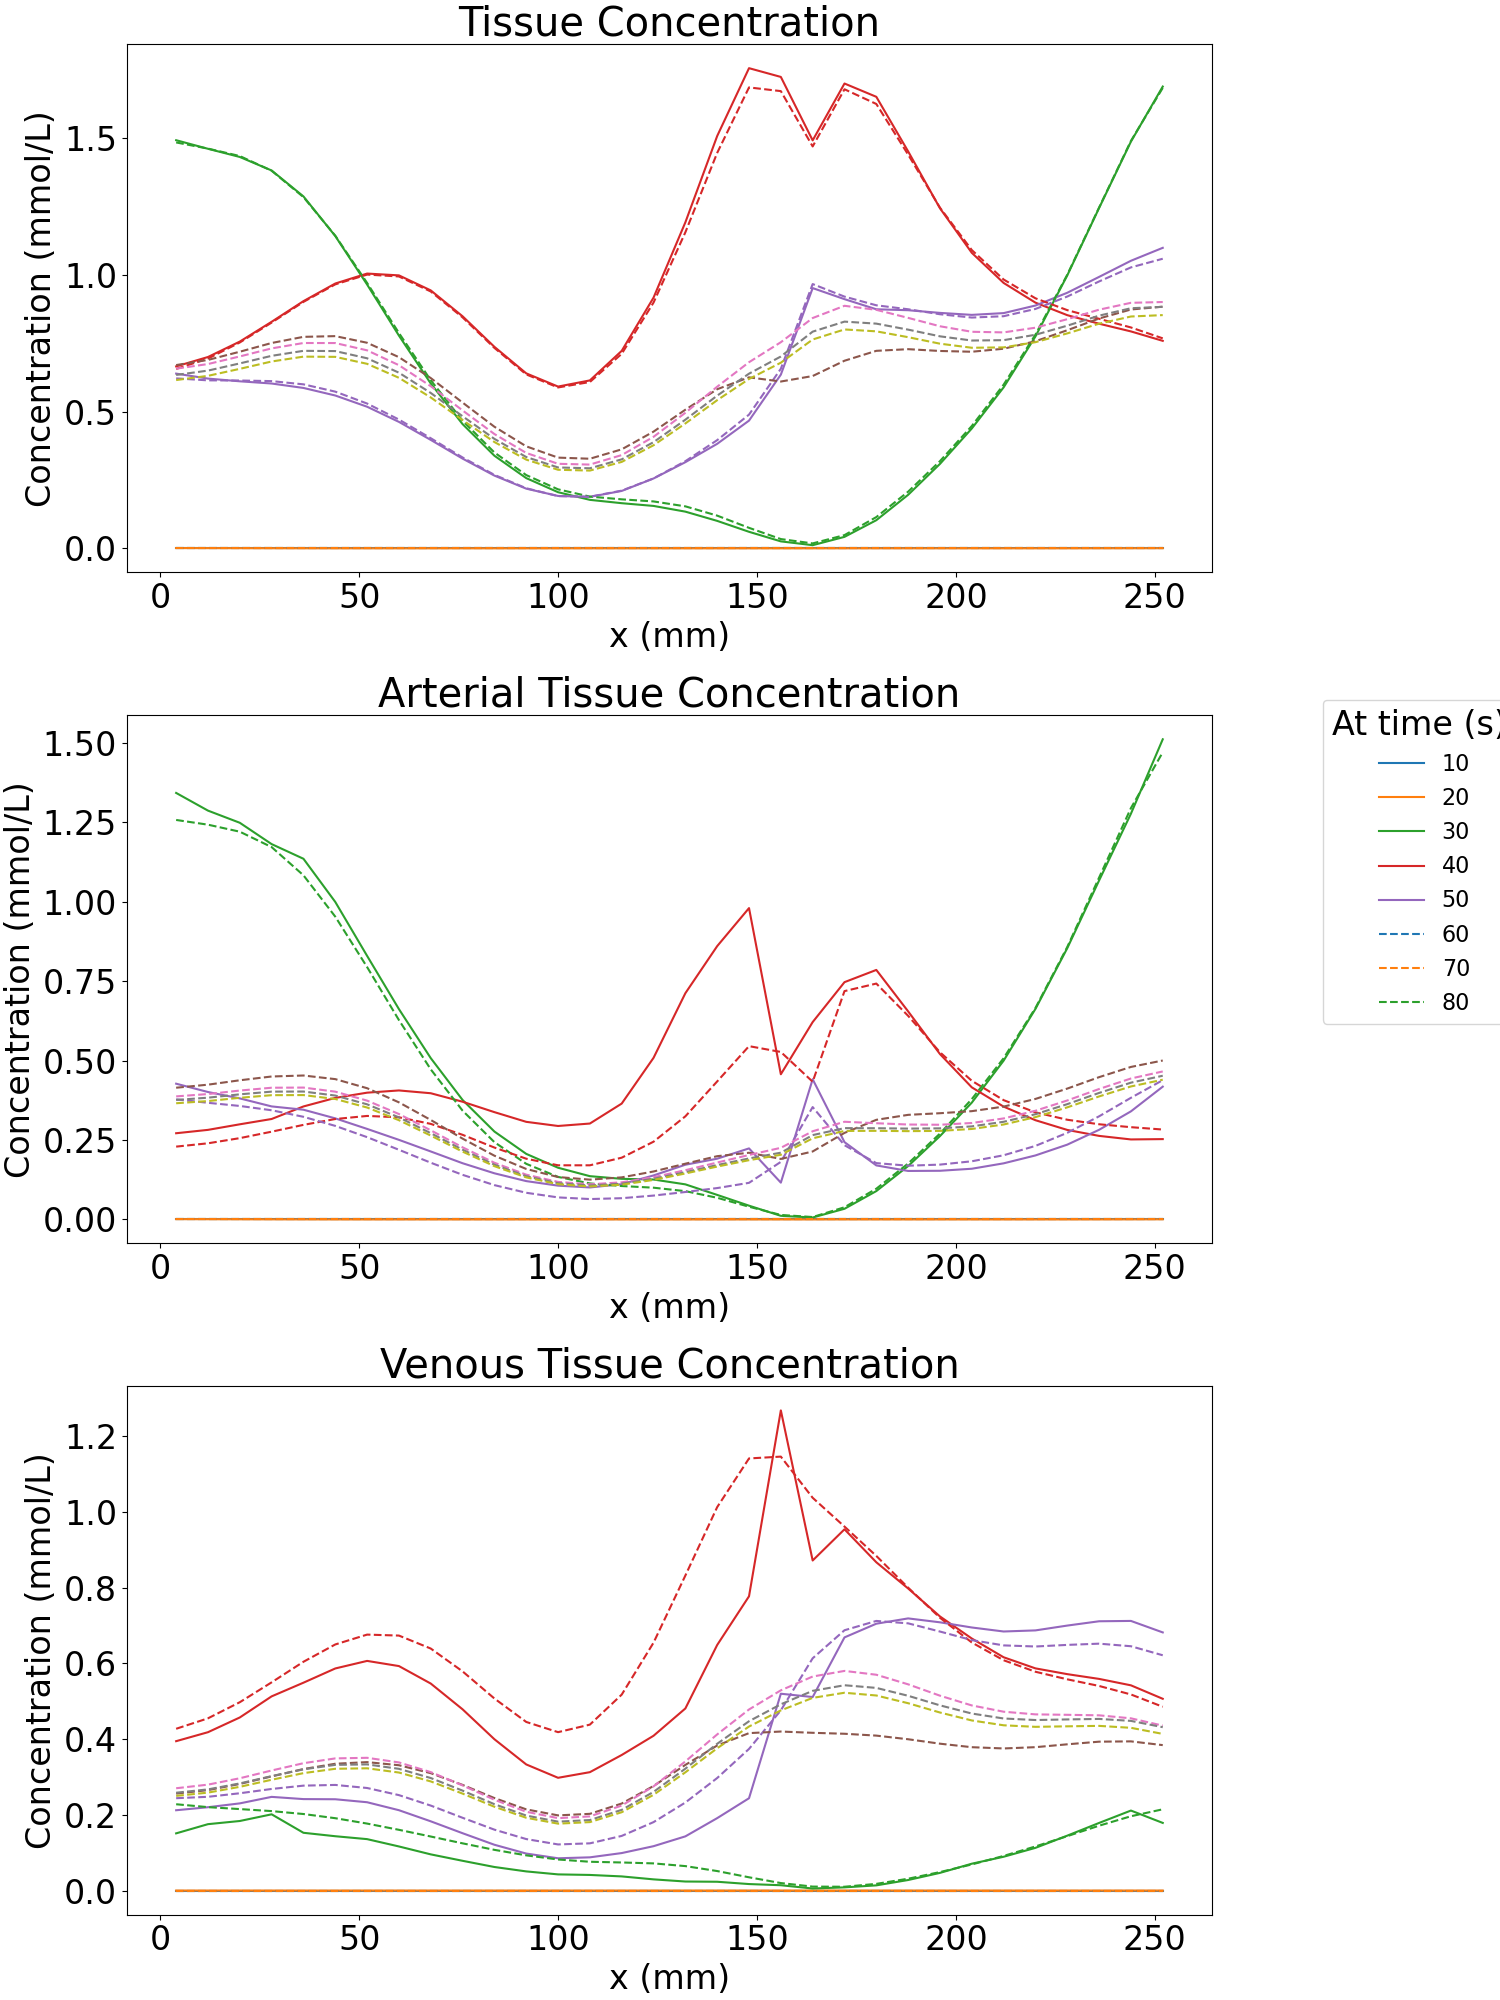 Tissue Concentration
Concentration (mmol/L)
1.5
1.0
0.5
0.0
0 50 100 150 200 250
x (mm)
Arterial Tissue Concentration
Concentration (mmol/L)
1.50
1.25
1.00
0.75
0.50
0.25
0.00
0 50 100 150 200 250
x (mm)
At time (s)
10
20
30
40
50
60
70
80
Venous Tissue Concentration
Concentration (mmol/L)
1.2
1.0
0.8
0.6
0.4
0.2
0.0
0 50 100 150 200 250
x (mm)